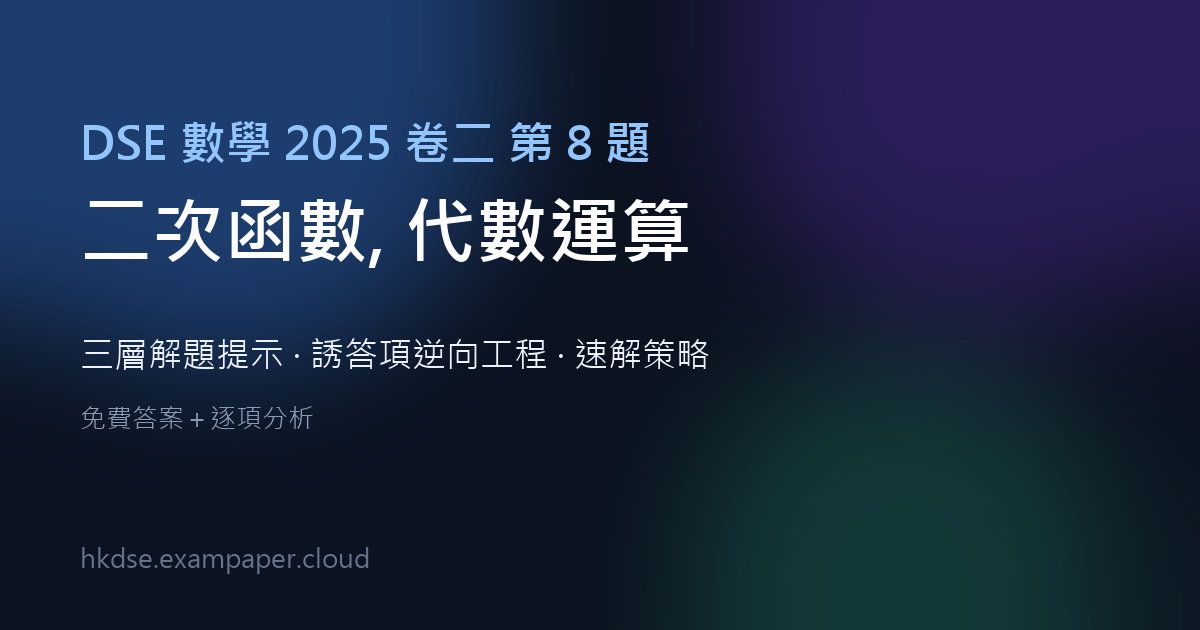 DSE 數學 2025 卷二 第 8 題
二次函數, 代數運算
三層解題提示 · 誘答項逆向工程 · 速解策略
免費答案 + 逐項分析
hkdse.exampaper.cloud